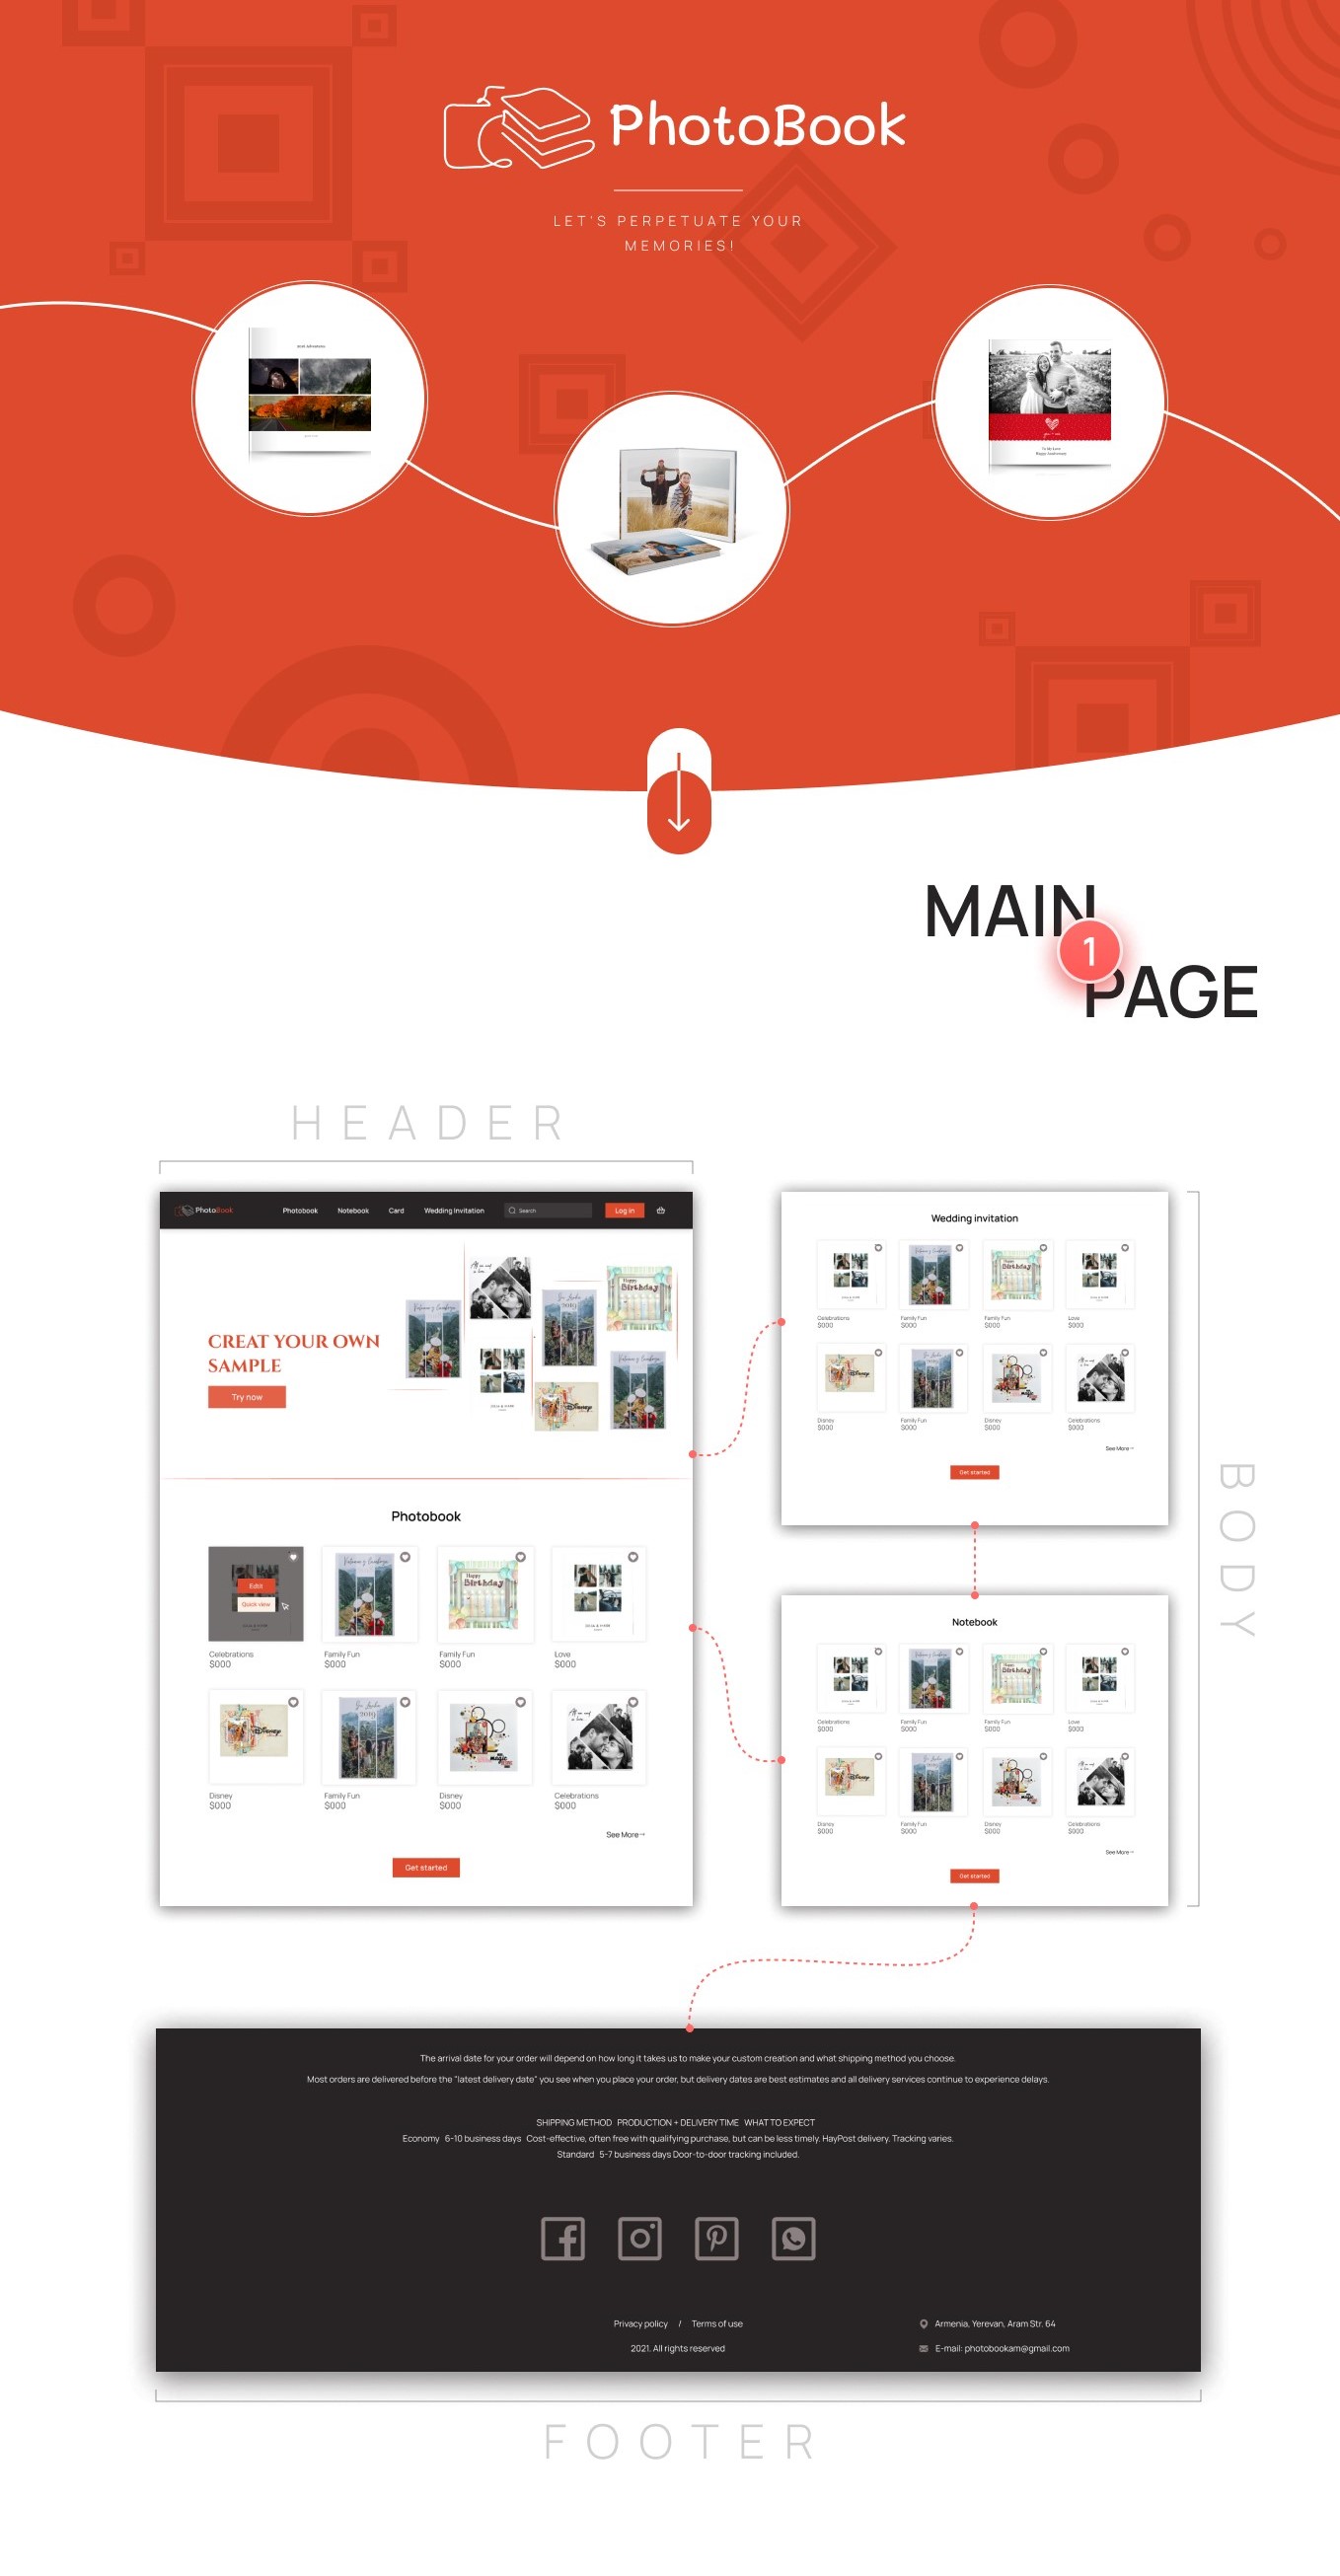 PhotoBook
LET'S PERPETUATE YOUR
MEMORIES!
MAIN
1
PAGE
HEADER
PhotoBook
Photobook
Notebook
Card
Wedding Invitation
Search
Log in
CREAT YOUR OWN
SAMPLE
Try now
Happy
Birthday
2019
Disney
Photobook
Edit
Quick view
Happy
Birthday
Celebrations
Family Fun
Family Fun
Love
$000
$000
$000
$000
Disney
2019
magic
Disney
Family Fun
Disney
Celebrations
$000
$000
$000
$000
See More→
Get started
Wedding invitation
Birthday
Celebrations
Family Fun
Family Fun
Love
$000
$000
$000
$000
Disney
Family Fun
Disney
Celebrations
$000
$000
$000
$000
See More→
Get started
BODY
Notebook
Birthday
Celebrations
Family Fun
Family Fun
Love
$000
$000
$000
$000
Disney
Family Fun
Disney
Celebrations
$000
$000
$000
$000
See More→
Get started
The arrival date for your order will depend on how long it takes us to make your custom creation and what shipping method you choose.
Most orders are delivered before the "latest delivery date" you see when you place your order, but delivery dates are best estimates and all delivery services continue to experience delays.
SHIPPING METHOD PRODUCTION + DELIVERY TIME WHAT TO EXPECT
Economy 6-10 business days Cost-effective, often free with qualifying purchase, but can be less timely. HayPost delivery. Tracking varies.
Standard 5-7 business days Door-to-door tracking included.
Privacy policy / Terms of use
2021. All rights reserved
Armenia, Yerevan, Aram Str. 64
E-mail: photobookam@gmail.com
FOOTER